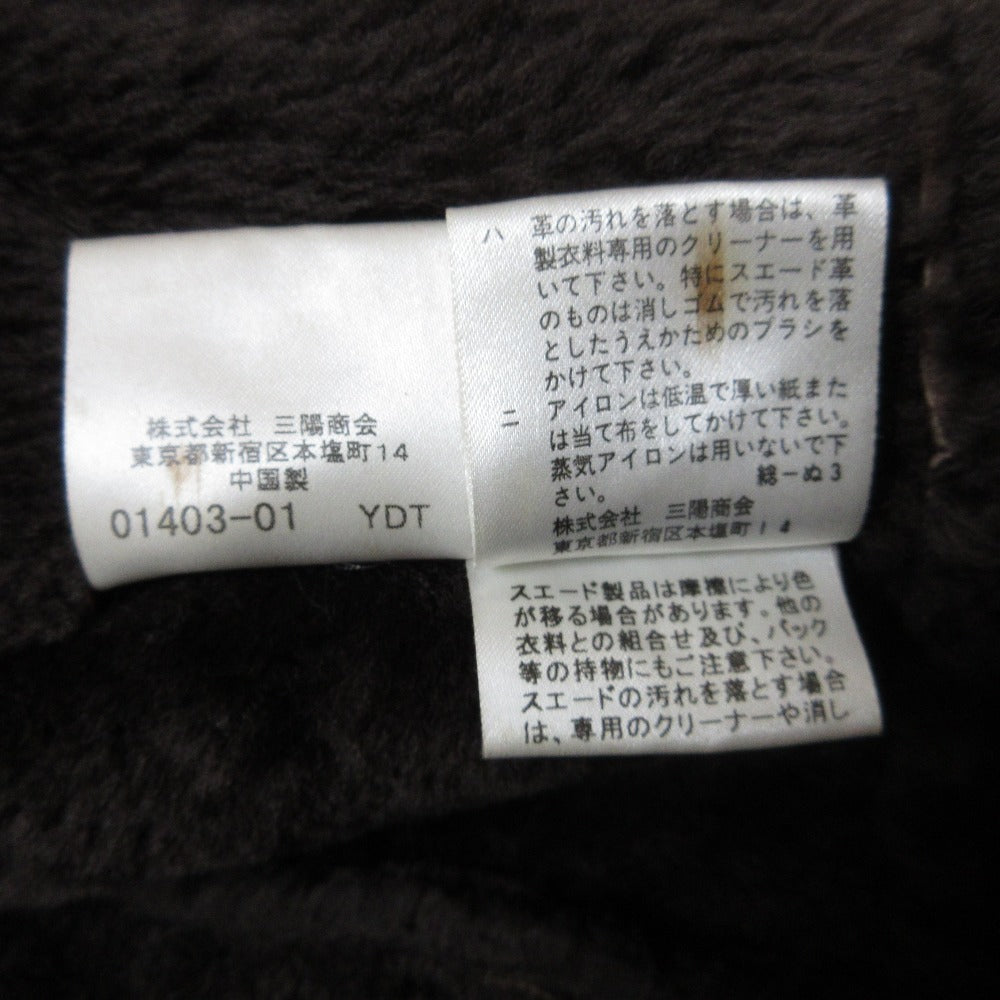 株式会社 三陽商会
東京都新宿区本塩町14
中国製
01403-01 YDT
ハ 革の汚れを落とす場合は、革
製衣料専用のクリーナーを用
いて下さい。特にスエード革
のものは消しゴムで汚れを落
としたうえかためのブラシを
かけて下さい。
ニ アイロンは低温で厚い紙また
は当て布をしてかけて下さい。
蒸気アイロンは用いないで下
さい。 綜ーぬ3
株式会社 三陽商会
東京都新宿区本塩町14
スエード製品は摩擦により色
が移る場合があります。他の
衣料との組合せ及び、バック
等の持物にもご注意下さい。
スエードの汚れを落とす場合
は、専用のクリーナーや消し